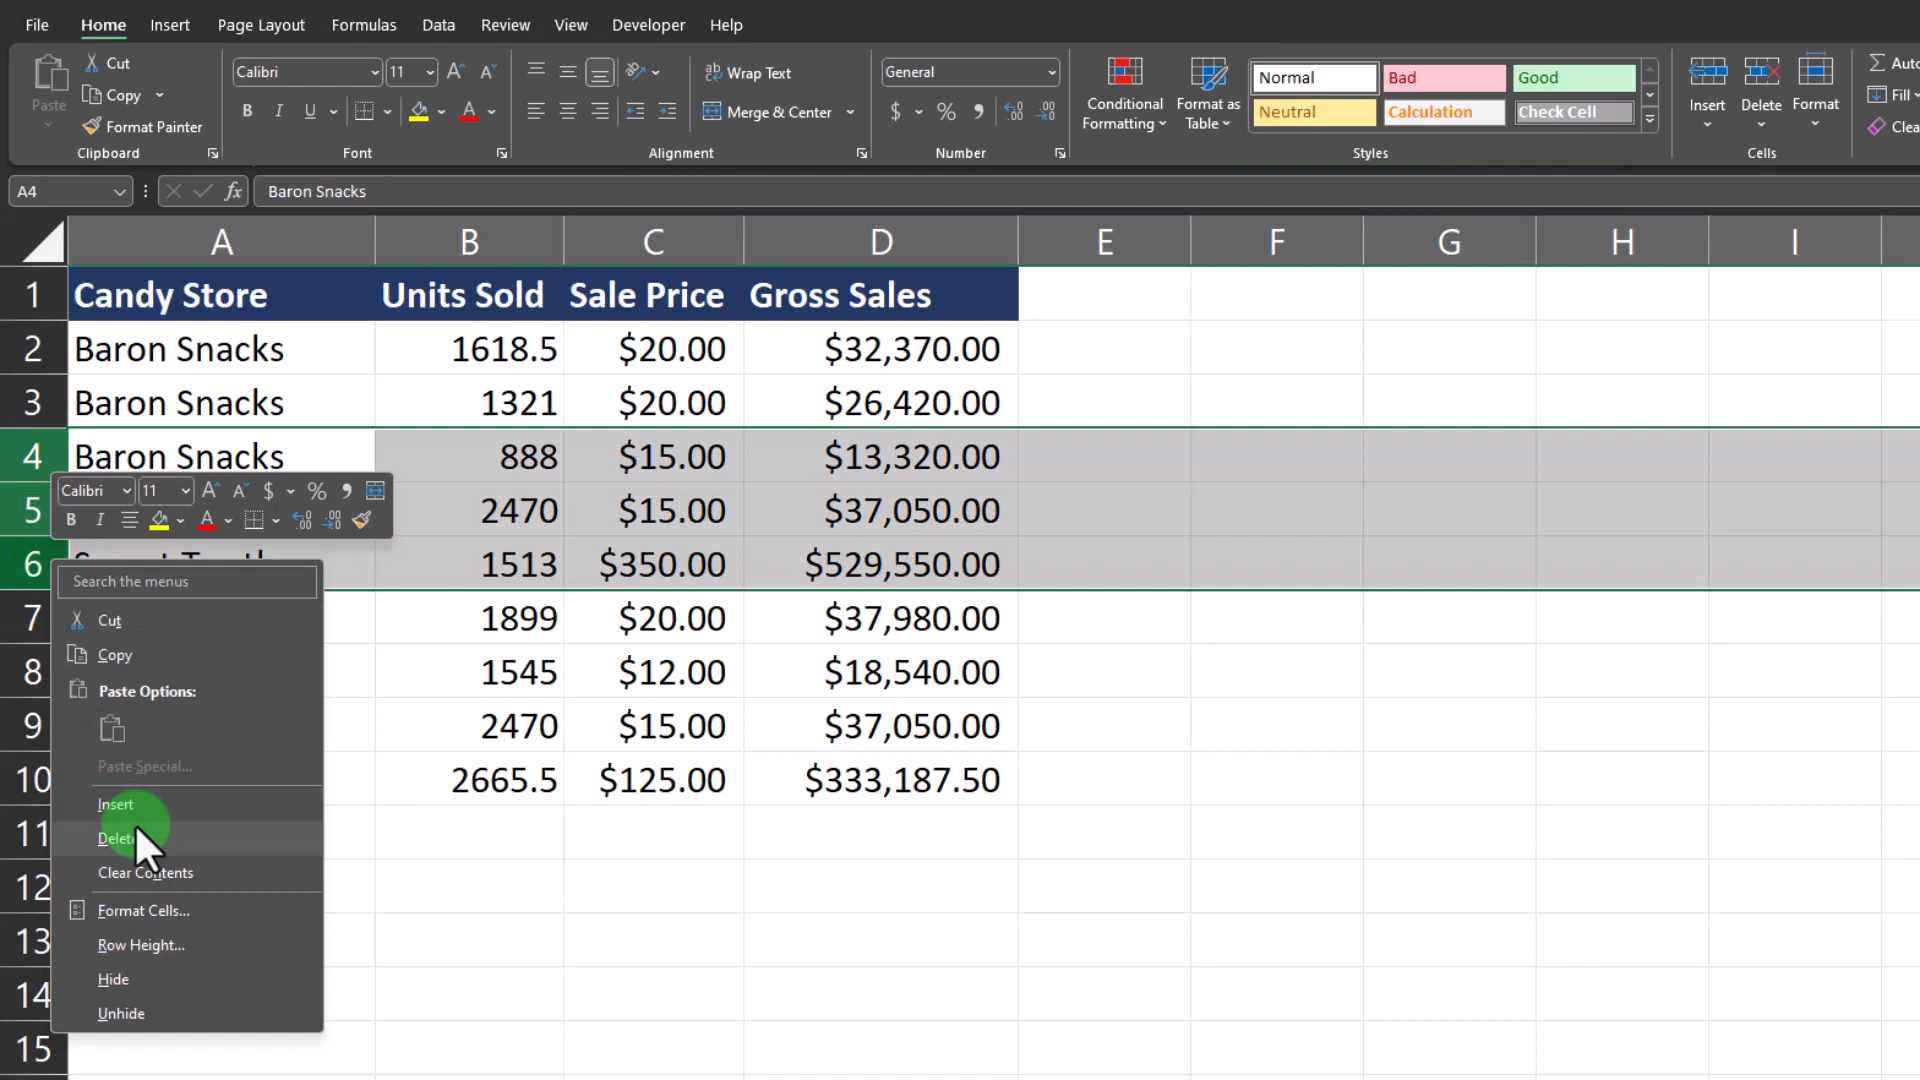 File Home Insert Page Layout Formulas Data Review View Developer Help
Paste Cut Copy Format Painter Clipboard
Calibri 11 B I U A Font
Wrap Text Merge & Center Alignment
General $ % Number
Conditional Formatting Format as Table
Normal Bad Good
Neutral Calculation Check Cell
Styles
Insert Delete Format Cells
Fill
A4 fx Baron Snacks
A B C D E F G H I
1 Candy Store Units Sold Sale Price Gross Sales
2 Baron Snacks 1618.5 $20.00 $32,370.00
3 Baron Snacks 1321 $20.00 $26,420.00
4 Baron Snacks 888 $15.00 $13,320.00
5 2470 $15.00 $37,050.00
6 1513 $350.00 $529,550.00
7 1899 $20.00 $37,980.00
8 1545 $12.00 $18,540.00
9 2470 $15.00 $37,050.00
10 2665.5 $125.00 $333,187.50
11
12
13
14
15
Calibri 11 $ %
B I A
Search the menus
Cut
Copy
Paste Options:
Paste Special...
Insert
Delete
Clear Contents
Format Cells...
Row Height...
Hide
Unhide